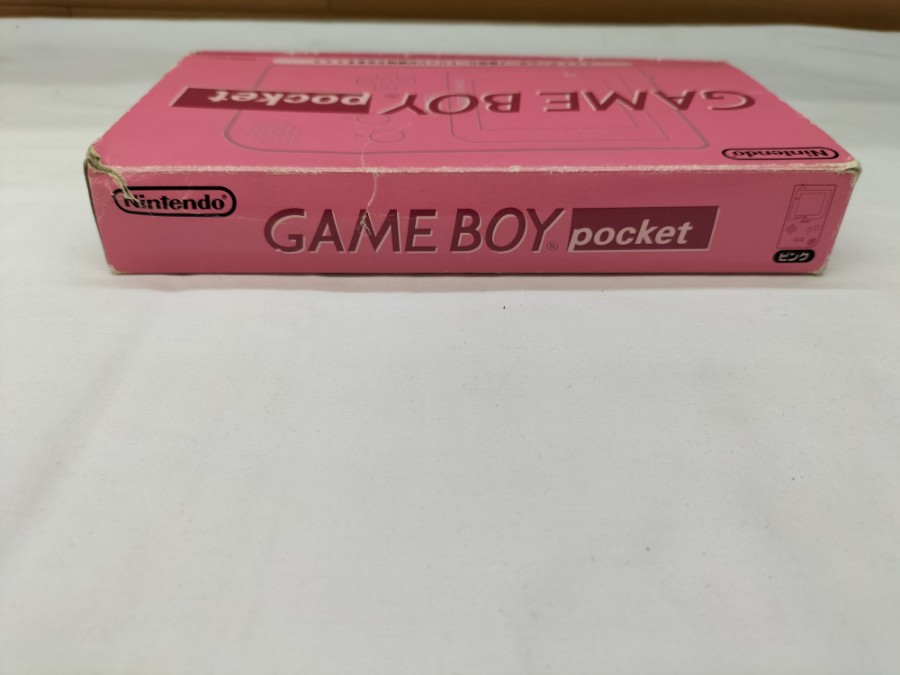 GAME BOY pocket
Nintendo
Nintendo
GAME BOY® pocket
ピンク